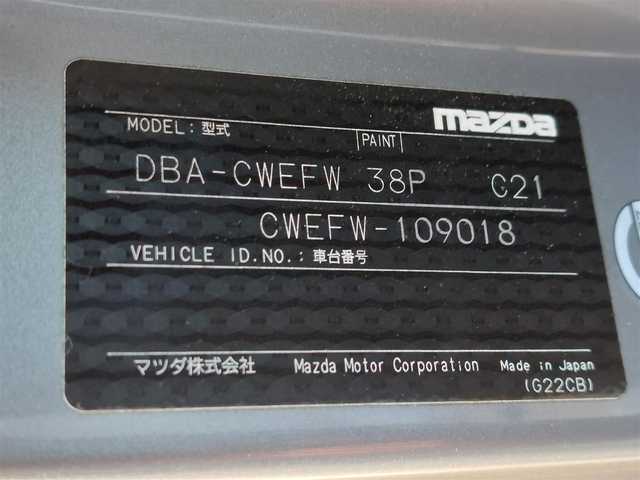 mazda
MODEL:型式 PAINT
DBA-CWEFW 38P G21
CWEFW-109018
VEHICLE ID.NO.:車台番号
マツダ株式会社 Mazda Motor Corporation Made in Japan
(G22CB)